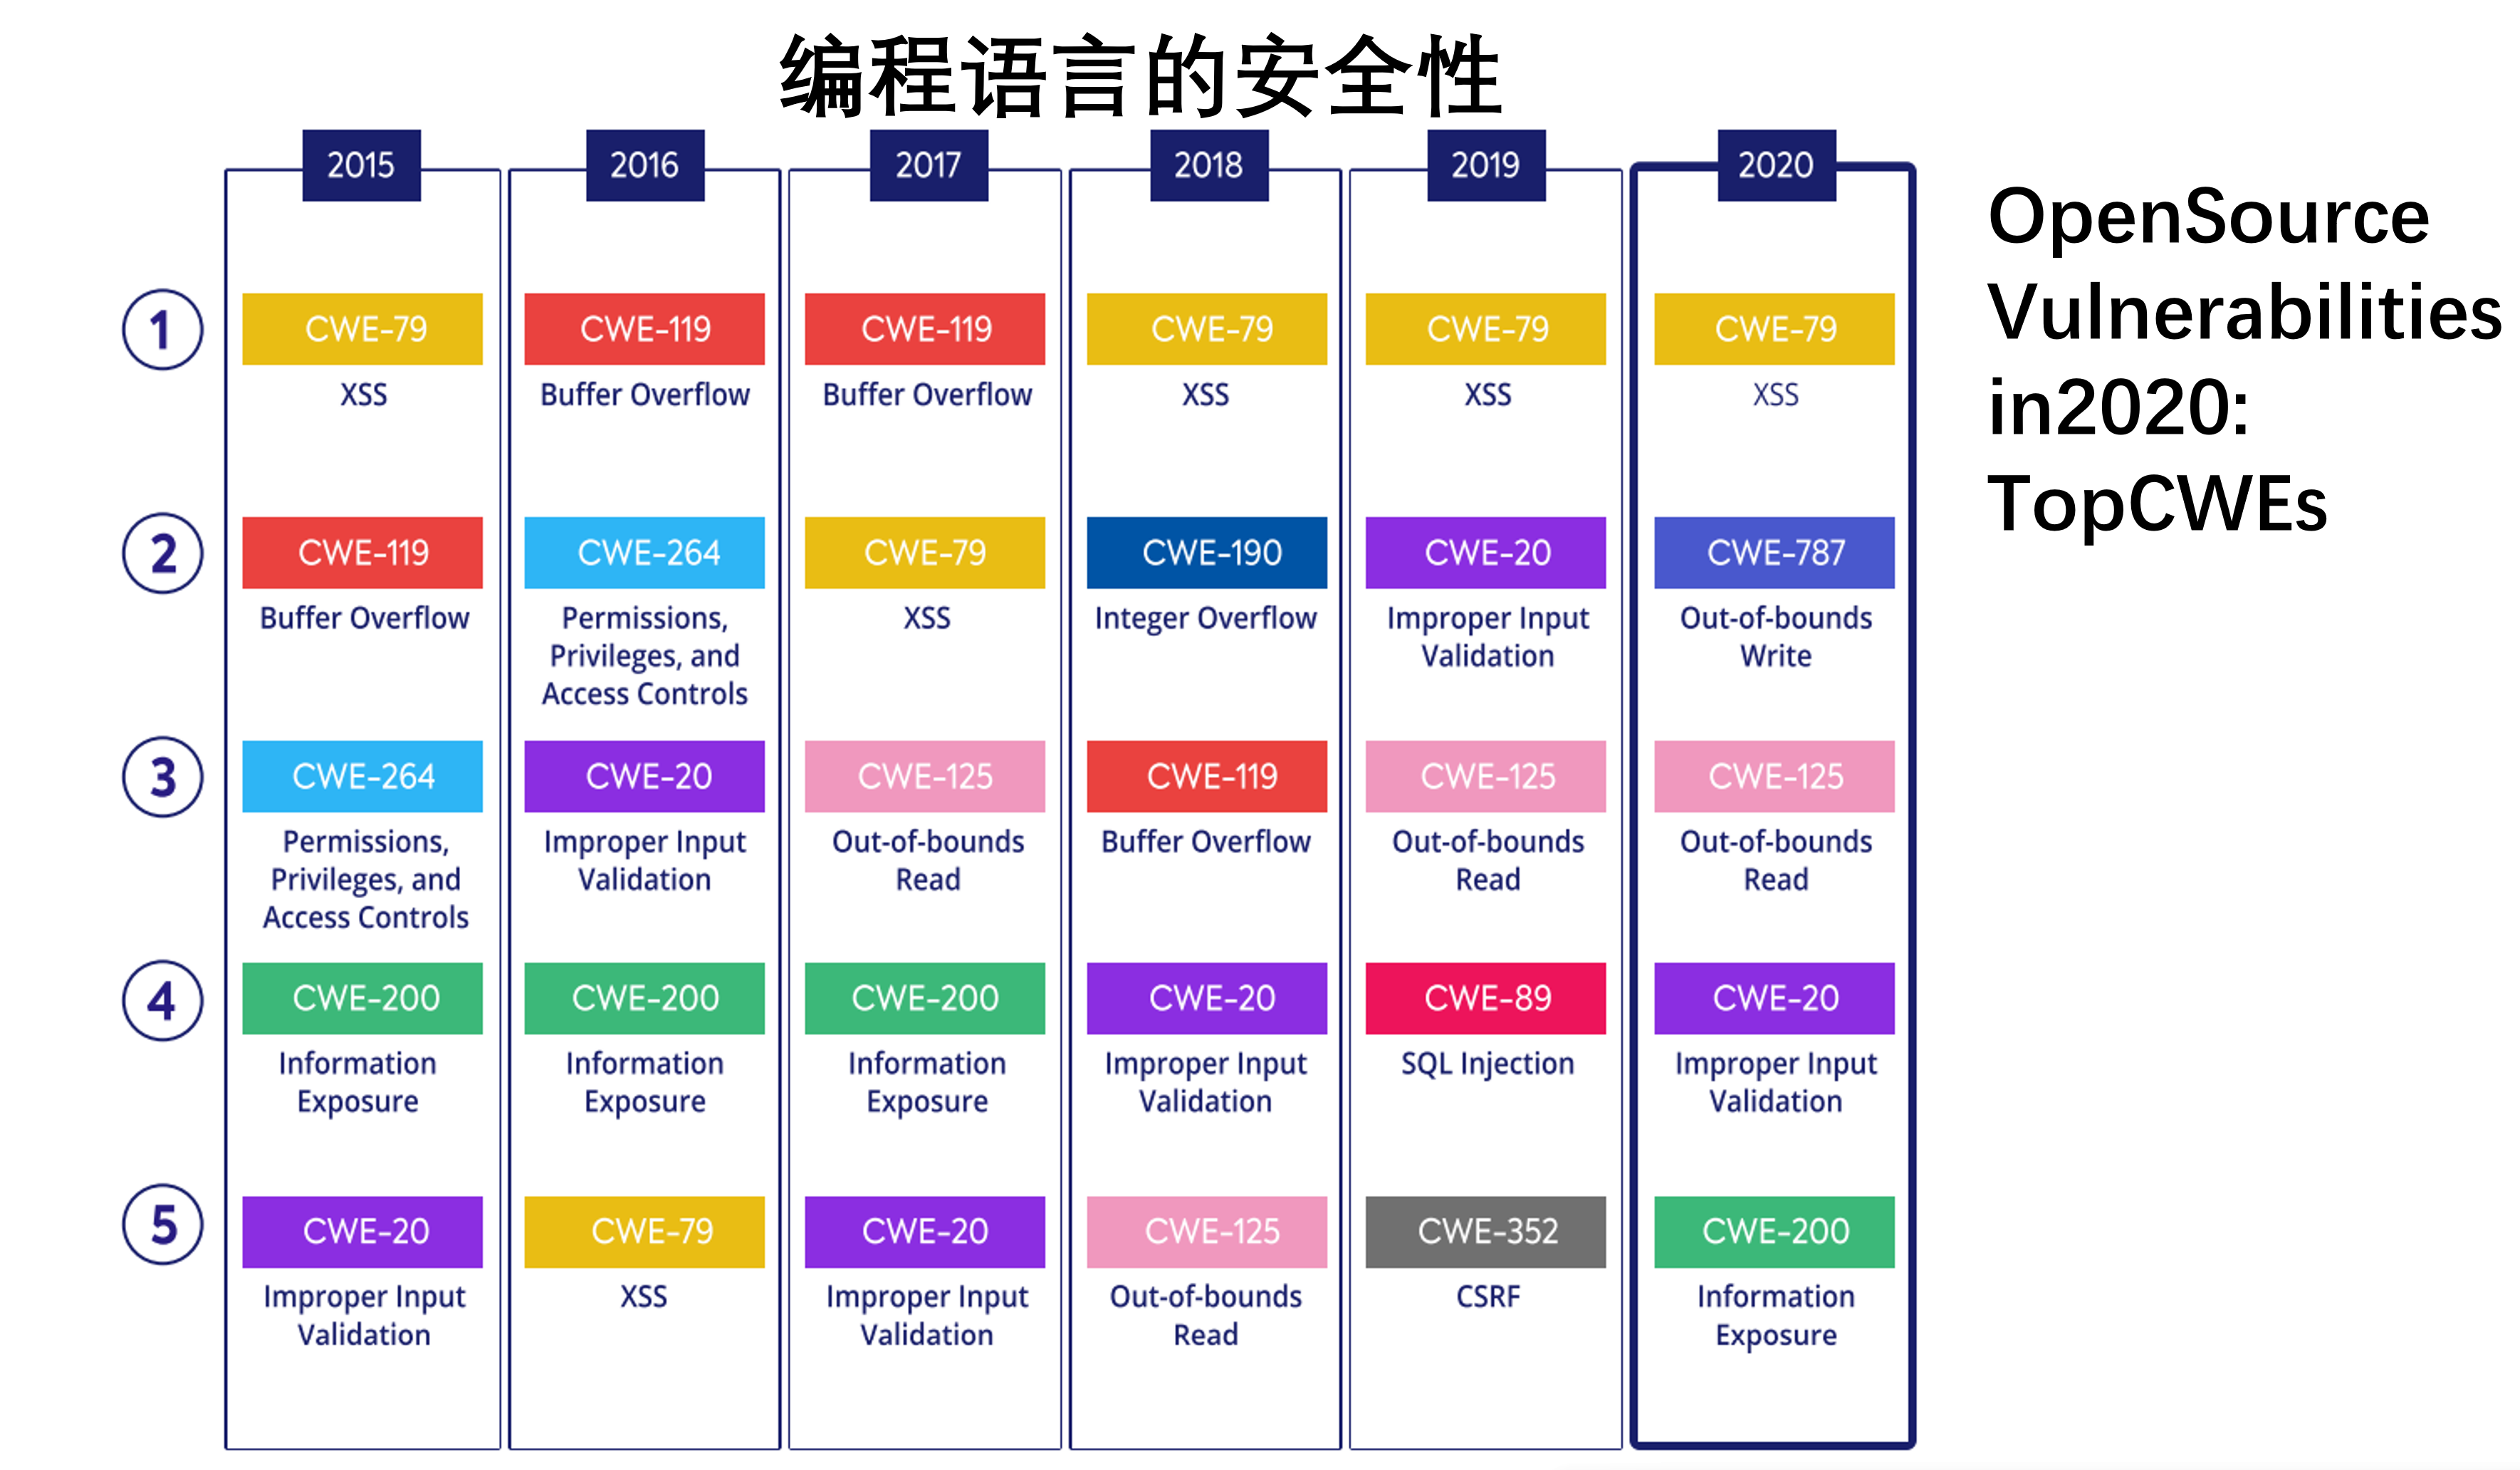 编程语言的安全性
2015
2016
2017
2018
2019
2020
OpenSource
Vulnerabilities
in2020:
TopCWEs
1
CWE-79
XSS
CWE-119
Buffer Overflow
CWE-119
Buffer Overflow
CWE-79
XSS
CWE-79
XSS
CWE-79
XSS
2
CWE-119
Buffer Overflow
CWE-264
Permissions,
Privileges, and
Access Controls
CWE-79
XSS
CWE-190
Integer Overflow
CWE-20
Improper Input
Validation
CWE-787
Out-of-bounds
Write
3
CWE-264
Permissions,
Privileges, and
Access Controls
CWE-20
Improper Input
Validation
CWE-125
Out-of-bounds
Read
CWE-119
Buffer Overflow
CWE-125
Out-of-bounds
Read
CWE-125
Out-of-bounds
Read
4
CWE-200
Information
Exposure
CWE-200
Information
Exposure
CWE-200
Information
Exposure
CWE-20
Improper Input
Validation
CWE-89
SQL Injection
CWE-20
Improper Input
Validation
5
CWE-20
Improper Input
Validation
CWE-79
XSS
CWE-20
Improper Input
Validation
CWE-125
Out-of-bounds
Read
CWE-352
CSRF
CWE-200
Information
Exposure